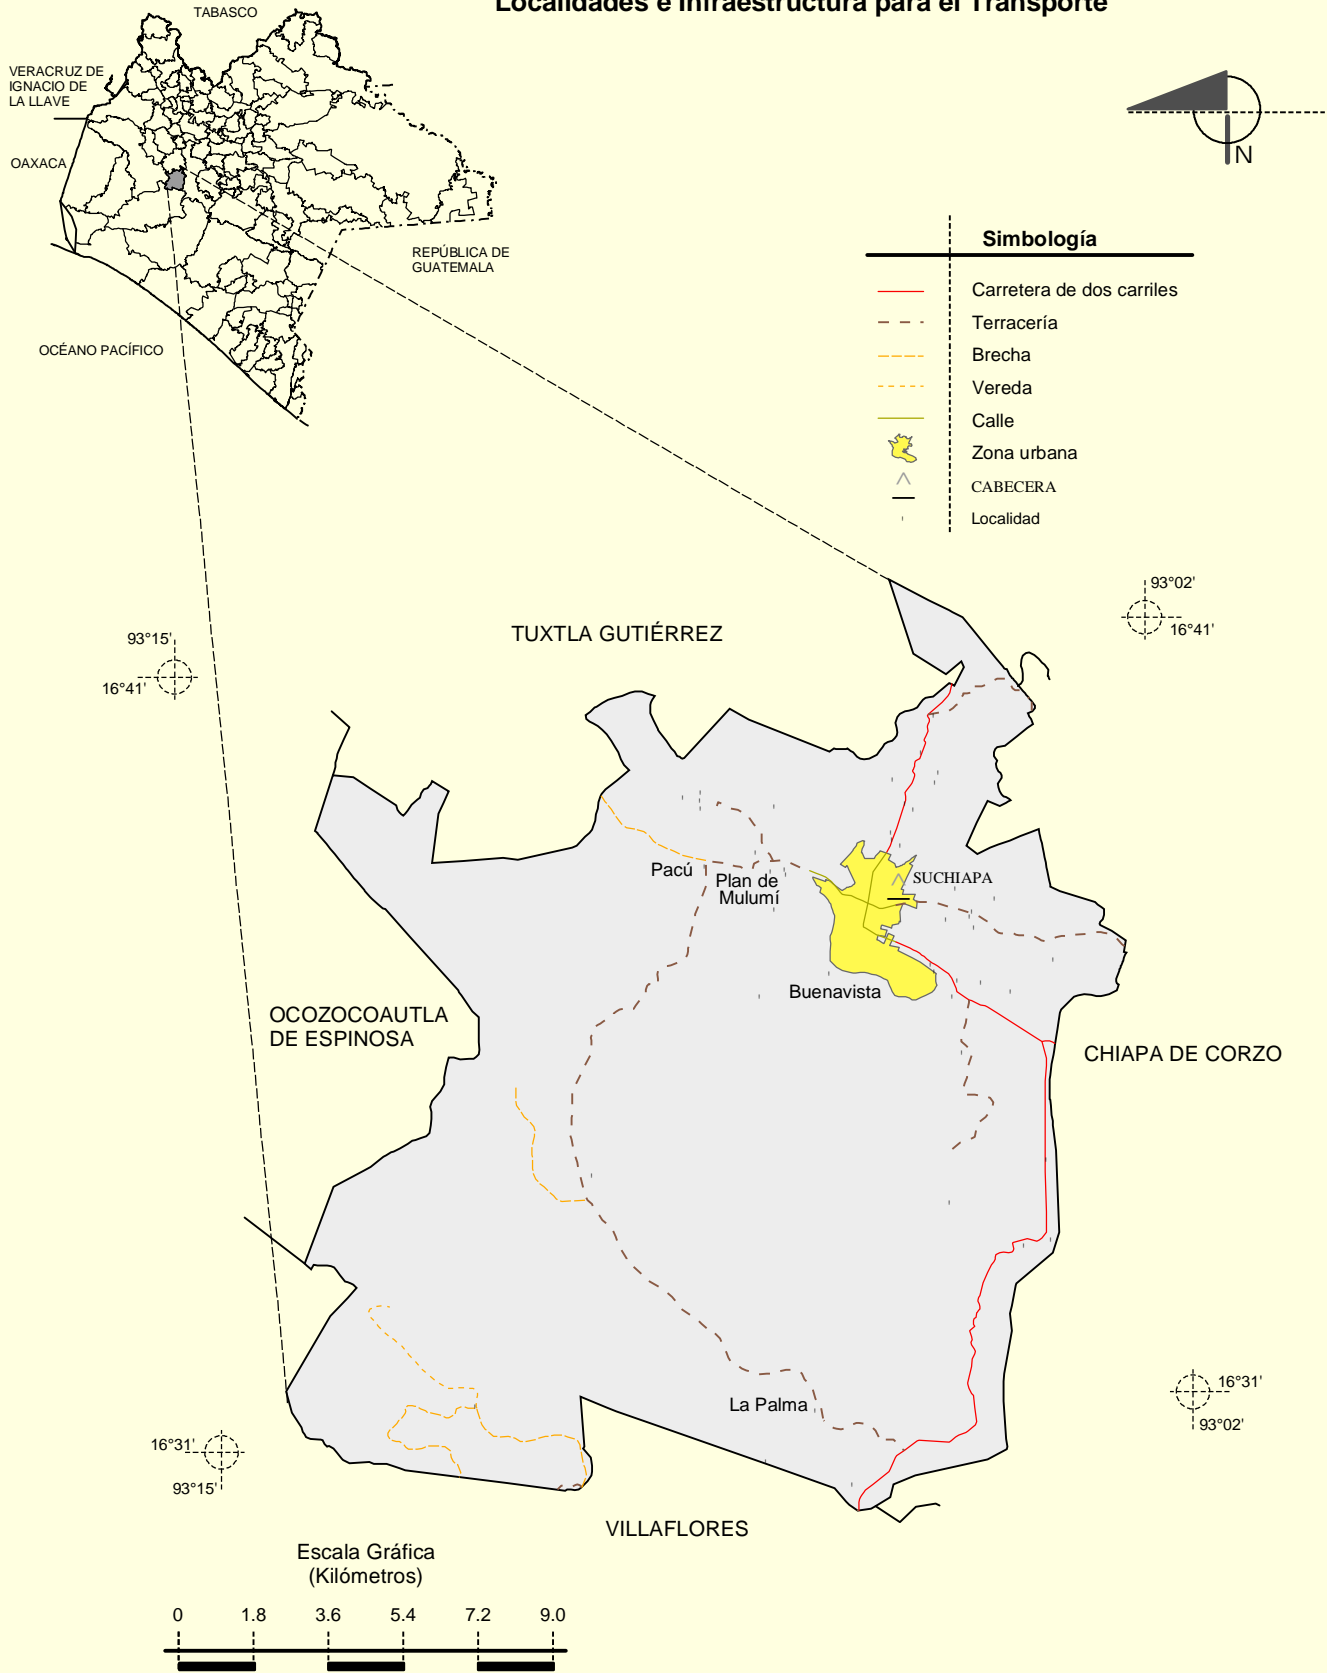 Localidades e Infraestructura para el Transporte
TABASCO
VERACRUZ DE
IGNACIO DE
LA LLAVE
OAXACA
REPÚBLICA DE
GUATEMALA
OCÉANO PACÍFICO
N
Simbología
Carretera de dos carriles
Terracería
Brecha
Vereda
Calle
Zona urbana
CABECERA
Localidad
93°02'
16°41'
93°15'
16°41'
TUXTLA GUTIÉRREZ
Pacú
Plan de
Mulumí
SUCHIAPA
Buenavista
OCOZOCOAUTLA
DE ESPINOSA
CHIAPA DE CORZO
La Palma
16°31'
93°02'
16°31'
93°15'
VILLAFLORES
Escala Gráfica
(Kilómetros)
0 1.8 3.6 5.4 7.2 9.0